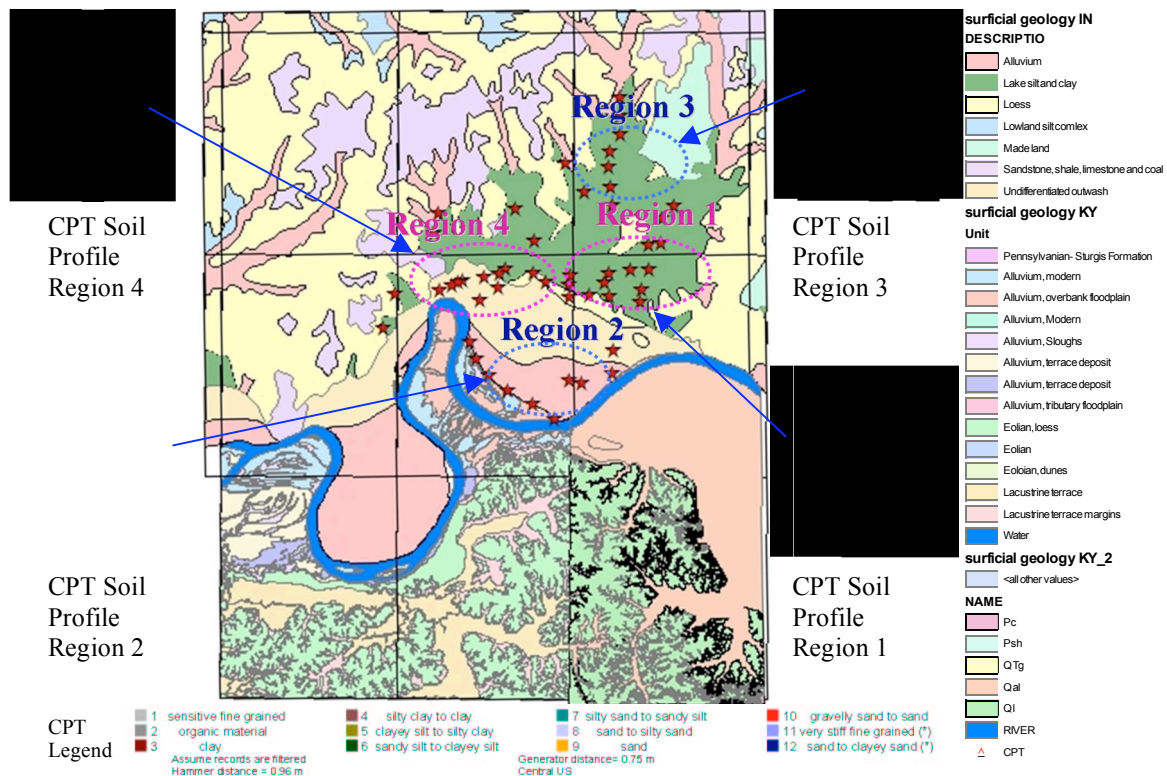 Region 3
Region 1
Region 4
Region 2
CPT Soil
Profile
Region 4
CPT Soil
Profile
Region 3
CPT Soil
Profile
Region 2
CPT Soil
Profile
Region 1
surficial geology IN
DESCRIPTIO
Alluvium
Lake silt and clay
Loess
Lowland silt comlex
Made land
Sandstone, shale, limestone and coal
Undifferentiated outwash
surficial geology KY
Unit
Pennsylvanian- Sturgis Formation
Alluvium, modern
Alluvium, overbank floodplain
Alluvium, Modern
Alluvium, Sloughs
Alluvium, terrace deposit
Alluvium, terrace deposit
Alluvium, tributary floodplain
Eolian, loess
Eolian
Eoloian, dunes
Lacustrine terrace
Lacustrine terrace margins
Water
surficial geology KY_2
<all other values>
NAME
Pc
Psh
QTg
Qal
Ql
RIVER
CPT
CPT
Legend
1 sensitive fine grained
2 organic material
3 clay
4 silty clay to clay
5 clayey silt to silty clay
6 sandy silt to clayey silt
7 silty sand to sandy silt
8 sand to silty sand
9 sand
10 gravelly sand to sand
11 very stiff fine grained (*)
12 sand to clayey sand (*)
Assume records are filtered
Hammer distance = 0.96 m
Generator distance= 0.75 m
Central US